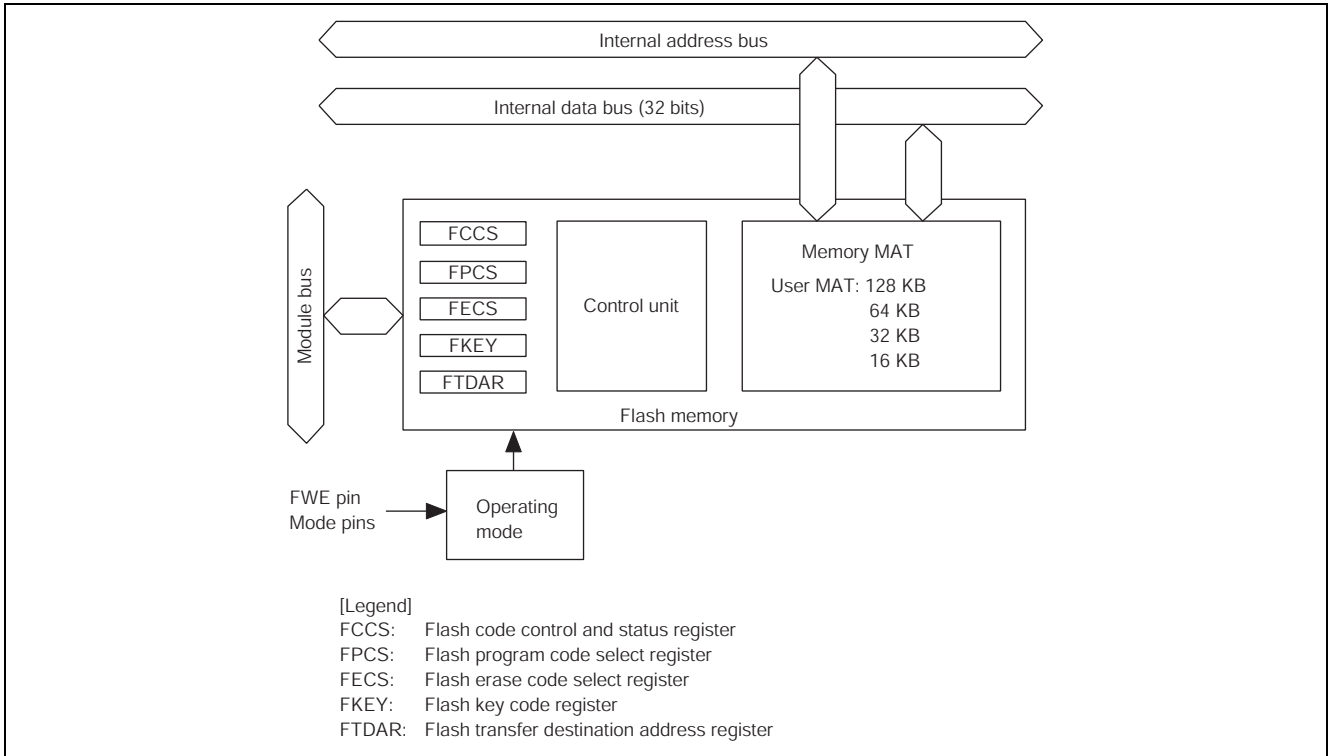 Internal address bus
Internal data bus (32 bits)
Module bus
FCCS
FPCS
FECS
FKEY
FTDAR
Control unit
Memory MAT
User MAT: 128 KB
64 KB
32 KB
16 KB
Flash memory
FWE pin
Mode pins
Operating
mode
[Legend]
FCCS: Flash code control and status register
FPCS: Flash program code select register
FECS: Flash erase code select register
FKEY: Flash key code register
FTDAR: Flash transfer destination address register